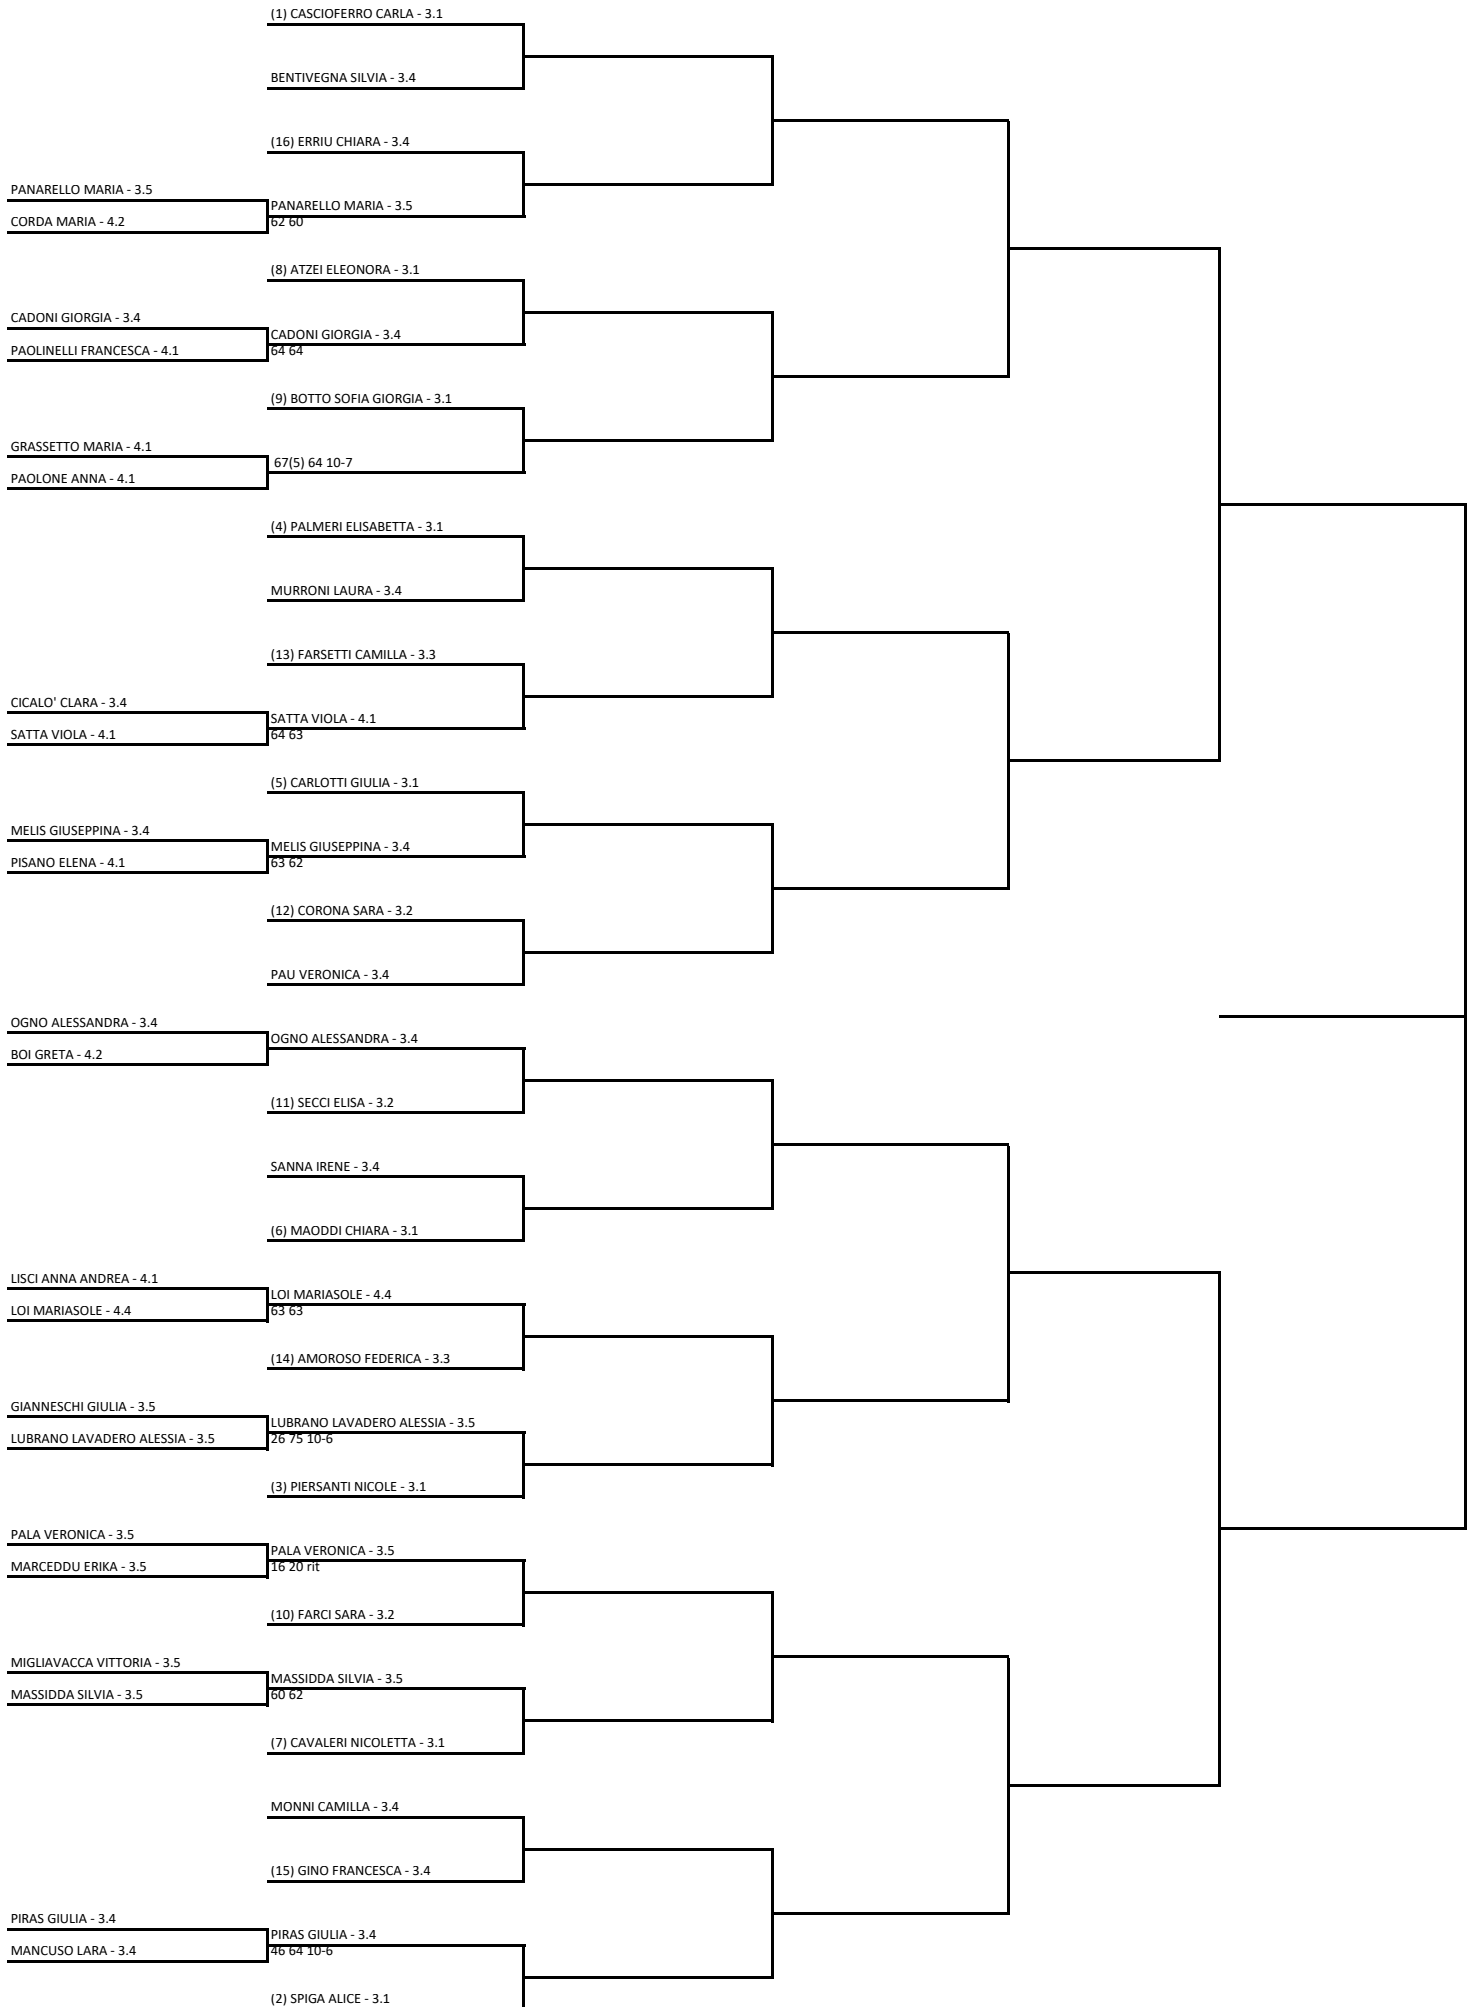 (1) CASCIOFERRO CARLA - 3.1
BENTIVEGNA SILVIA - 3.4
(16) ERRIU CHIARA - 3.4
PANARELLO MARIA - 3.5
PANARELLO MARIA - 3.5
CORDA MARIA - 4.2
62 60
(8) ATZEI ELEONORA - 3.1
CADONI GIORGIA - 3.4
CADONI GIORGIA - 3.4
PAOLINELLI FRANCESCA - 4.1
64 64
(9) BOTTO SOFIA GIORGIA - 3.1
GRASSETTO MARIA - 4.1
67(5) 64 10-7
PAOLONE ANNA - 4.1
(4) PALMERI ELISABETTA - 3.1
MURRONI LAURA - 3.4
(13) FARSETTI CAMILLA - 3.3
CICALO' CLARA - 3.4
SATTA VIOLA - 4.1
SATTA VIOLA - 4.1
64 63
(5) CARLOTTI GIULIA - 3.1
MELIS GIUSEPPINA - 3.4
MELIS GIUSEPPINA - 3.4
PISANO ELENA - 4.1
63 62
(12) CORONA SARA - 3.2
PAU VERONICA - 3.4
OGNO ALESSANDRA - 3.4
OGNO ALESSANDRA - 3.4
BOI GRETA - 4.2
(11) SECCI ELISA - 3.2
SANNA IRENE - 3.4
(6) MAODDI CHIARA - 3.1
LISCI ANNA ANDREA - 4.1
LOI MARIASOLE - 4.4
LOI MARIASOLE - 4.4
63 63
(14) AMOROSO FEDERICA - 3.3
GIANNESCHI GIULIA - 3.5
LUBRANO LAVADERO ALESSIA - 3.5
LUBRANO LAVADERO ALESSIA - 3.5
26 75 10-6
(3) PIERSANTI NICOLE - 3.1
PALA VERONICA - 3.5
PALA VERONICA - 3.5
MARCEDDU ERIKA - 3.5
16 20 rit
(10) FARCI SARA - 3.2
MIGLIAVACCA VITTORIA - 3.5
MASSIDDA SILVIA - 3.5
MASSIDDA SILVIA - 3.5
60 62
(7) CAVALERI NICOLETTA - 3.1
MONNI CAMILLA - 3.4
(15) GINO FRANCESCA - 3.4
PIRAS GIULIA - 3.4
PIRAS GIULIA - 3.4
MANCUSO LARA - 3.4
46 64 10-6
(2) SPIGA ALICE - 3.1